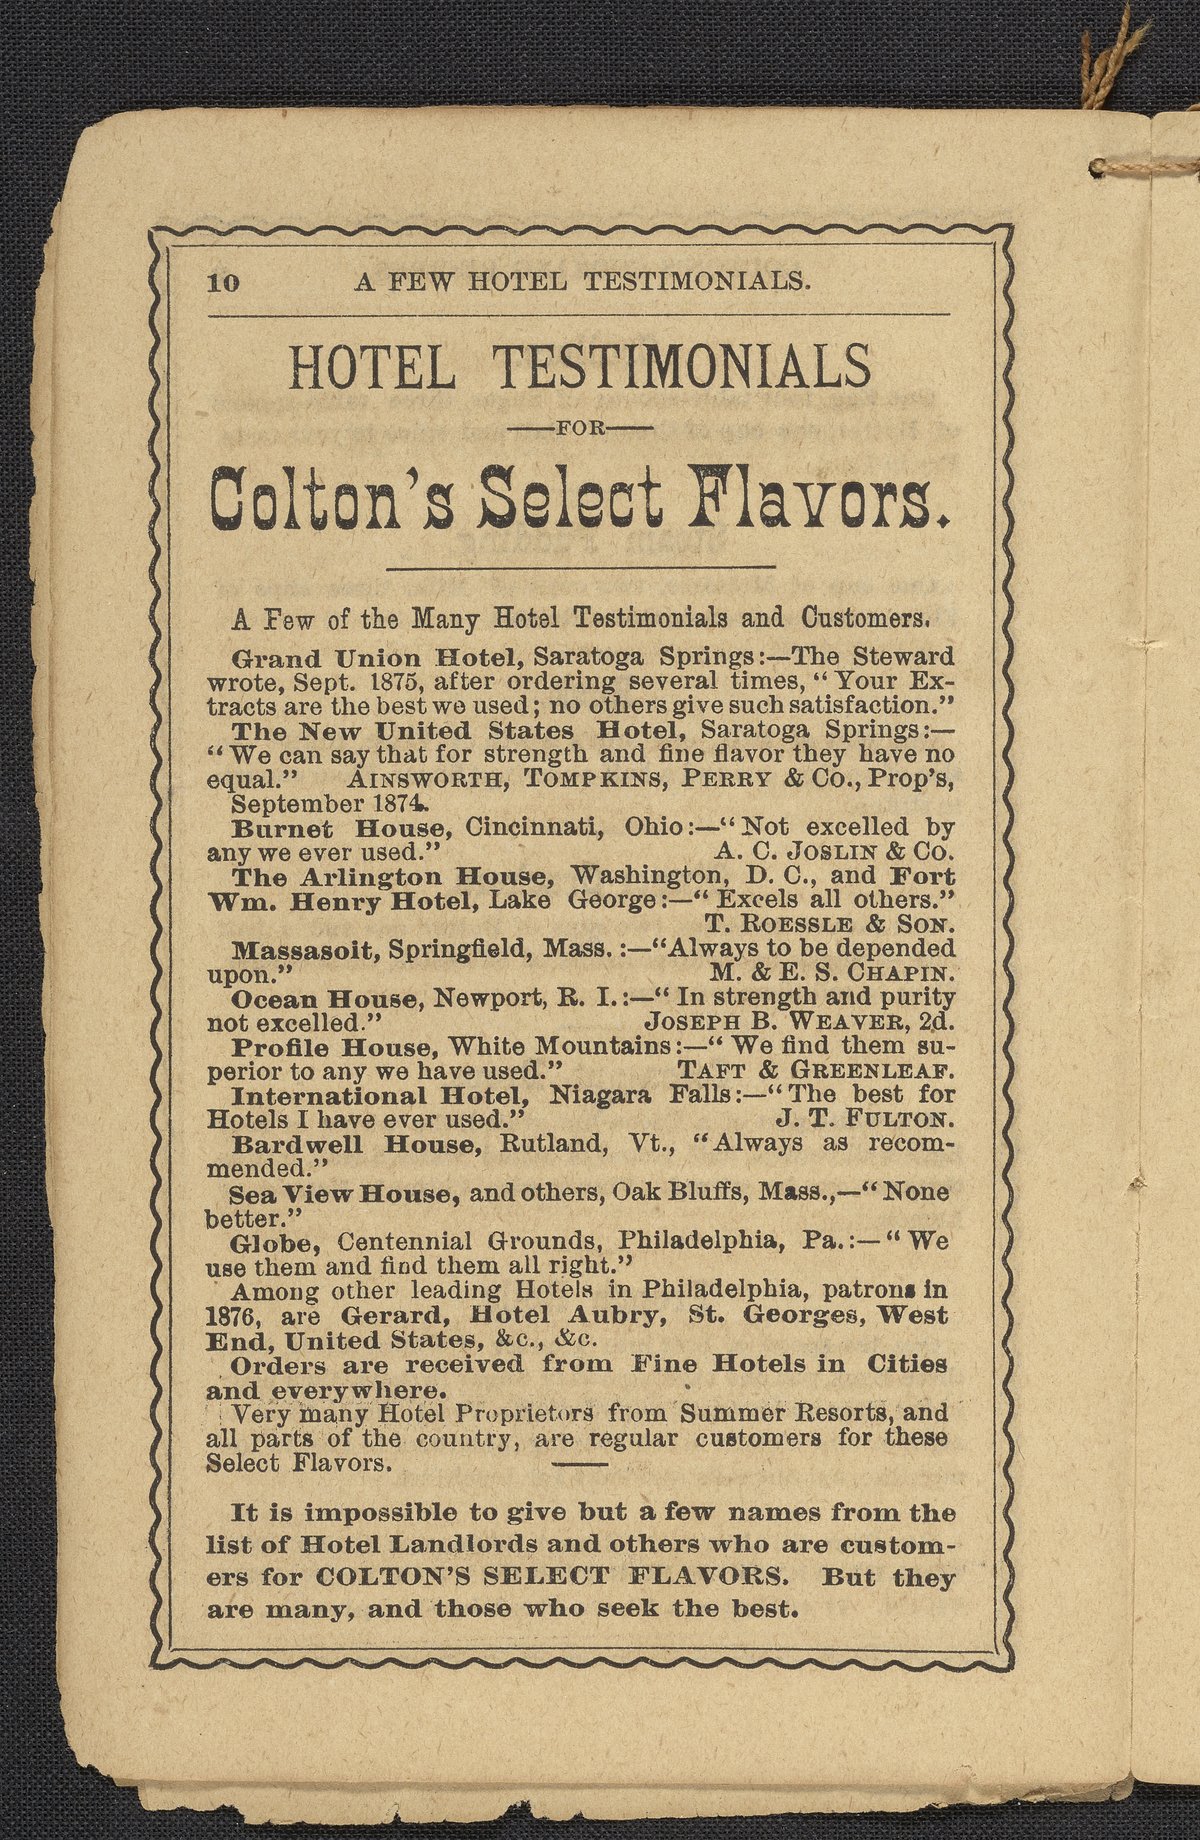 10 A FEW HOTEL TESTIMONIALS.
HOTEL TESTIMONIALS
—FOR—
Colton's Select Flavors.
A Few of the Many Hotel Testimonials and Customers.
Grand Union Hotel, Saratoga Springs:—The Steward
wrote, Sept. 1875, after ordering several times, "Your Ex-
tracts are the best we used; no others give such satisfaction."
The New United States Hotel, Saratoga Springs:—
"We can say that for strength and fine flavor they have no
equal." AINSWORTH, TOMPKINS, PERRY & CO., Prop's,
September 1874.
Burnet House, Cincinnati, Ohio:—"Not excelled by
any we ever used." A. C. JOSLIN & CO.
The Arlington House, Washington, D. C., and Fort
Wm. Henry Hotel, Lake George:—"Excels all others."
T. ROESSLE & SON.
Massasoit, Springfield, Mass.:—"Always to be depended
upon." M. & E. S. CHAPIN.
Ocean House, Newport, R. I.:—"In strength and purity
not excelled." JOSEPH B. WEAVER, 2d.
Profile House, White Mountains:—"We find them su-
perior to any we have used." TAFT & GREENLEAF.
International Hotel, Niagara Falls:—"The best for
Hotels I have ever used." J. T. FULTON.
Bardwell House, Rutland, Vt., "Always as recom-
mended."
Sea View House, and others, Oak Bluffs, Mass.,—"None
better."
Globe, Centennial Grounds, Philadelphia, Pa.:—"We
use them and find them all right."
Among other leading Hotels in Philadelphia, patrons in
1876, are Gerard, Hotel Aubry, St. Georges, West
End, United States, &c., &c.
Orders are received from Fine Hotels in Cities
and everywhere.
Very many Hotel Proprietors from Summer Resorts, and
all parts of the country, are regular customers for these
Select Flavors.
It is impossible to give but a few names from the
list of Hotel Landlords and others who are custom-
ers for COLTON'S SELECT FLAVORS. But they
are many, and those who seek the best.